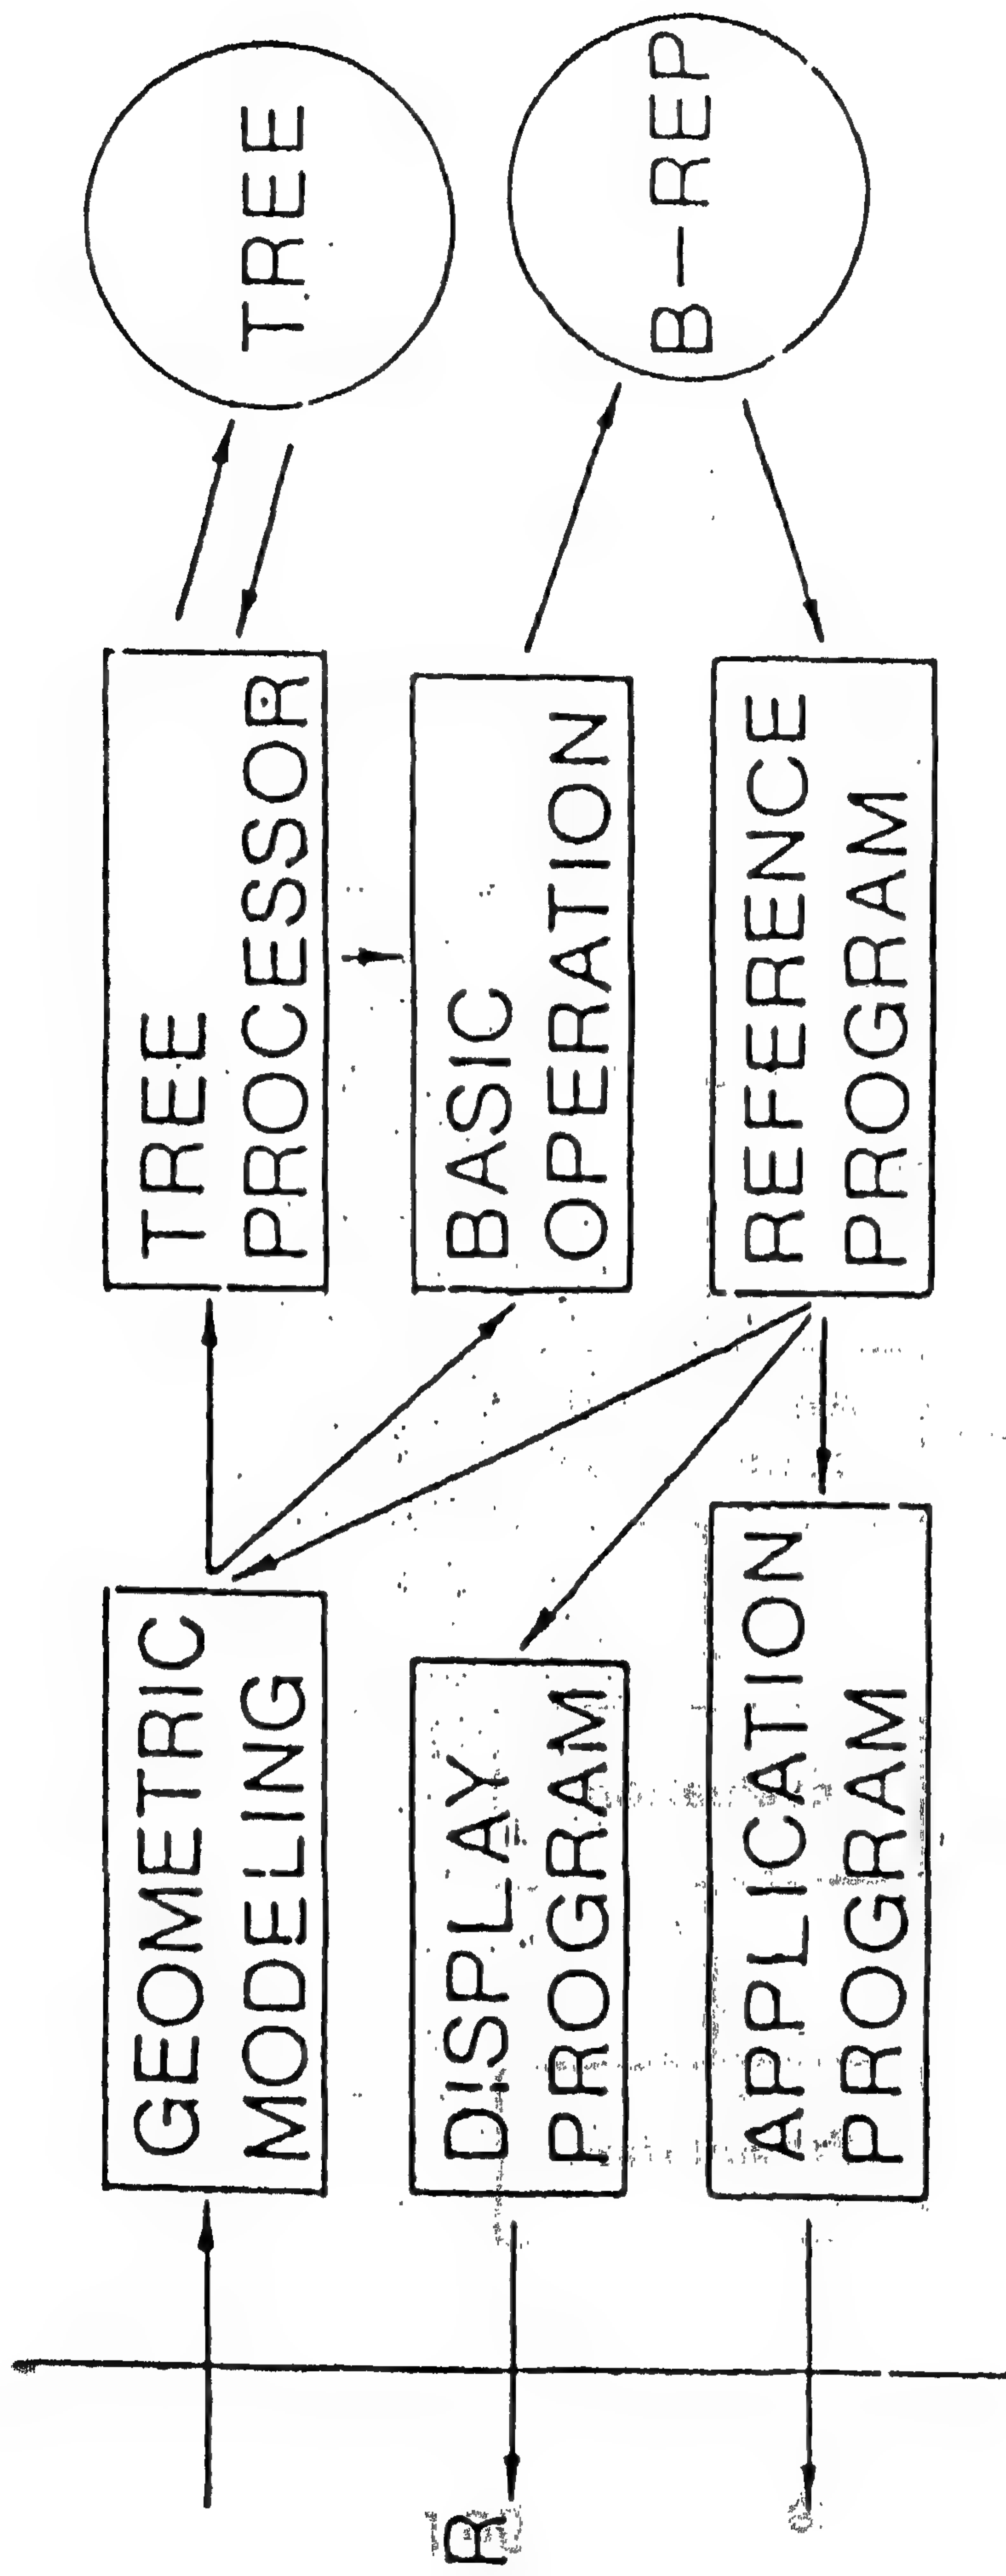 GEOMETRIC
MODELING
TREE
PROCESSOR
TREE
DISPLAY
PROGRAM
BASIC
OPERATION
B-REP
APPLICATION
PROGRAM
REFERENCE
PROGRAM
R